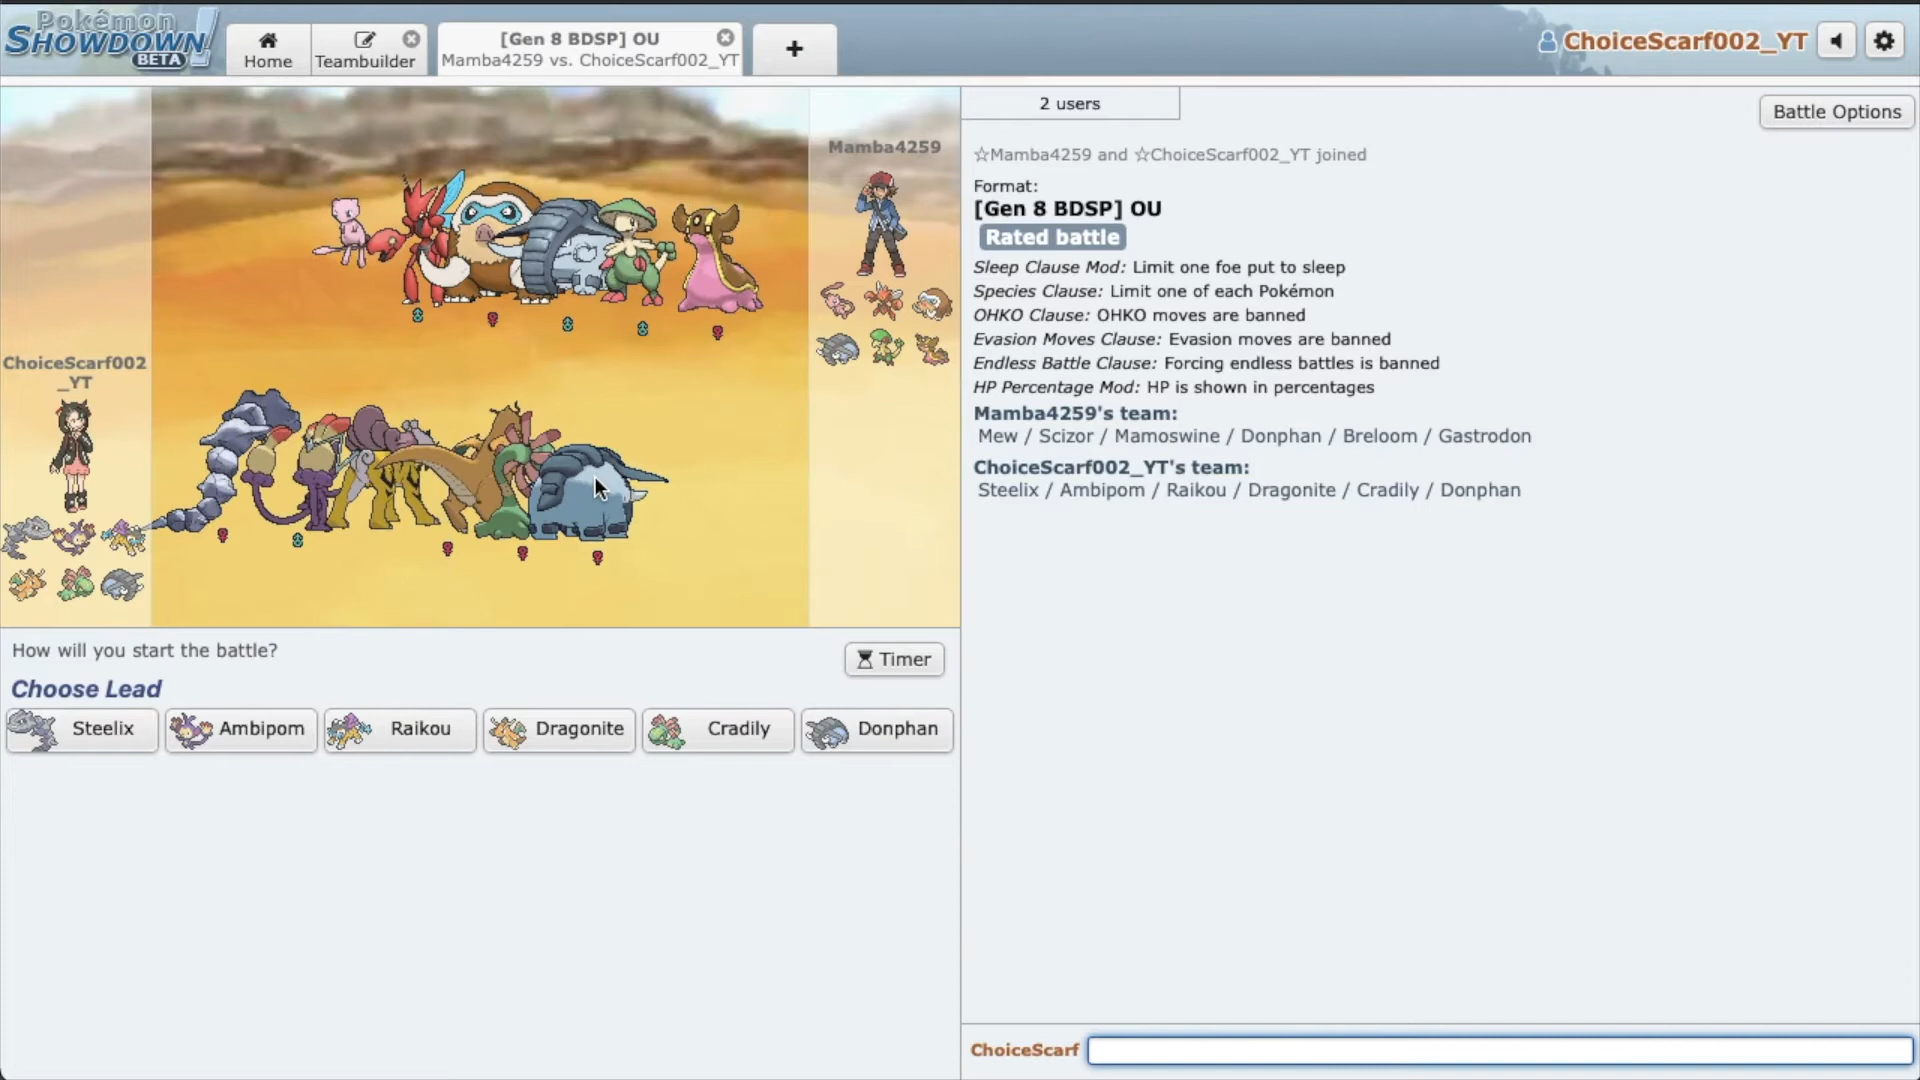 Pokémon
SHOWDOWN!
BETA
Home
Teambuilder
[Gen 8 BDSP] OU
Mamba4259 vs. ChoiceScarf002_YT
+
ChoiceScarf002_YT
2 users
Battle Options
☆Mamba4259 and ☆ChoiceScarf002_YT joined
Format:
[Gen 8 BDSP] OU
Rated battle
Sleep Clause Mod: Limit one foe put to sleep
Species Clause: Limit one of each Pokémon
OHKO Clause: OHKO moves are banned
Evasion Moves Clause: Evasion moves are banned
Endless Battle Clause: Forcing endless battles is banned
HP Percentage Mod: HP is shown in percentages
Mamba4259's team:
Mew / Scizor / Mamoswine / Donphan / Breloom / Gastrodon
ChoiceScarf002_YT's team:
Steelix / Ambipom / Raikou / Dragonite / Cradily / Donphan
Mamba4259
ChoiceScarf002
_YT
How will you start the battle?
Timer
Choose Lead
Steelix
Ambipom
Raikou
Dragonite
Cradily
Donphan
ChoiceScarf